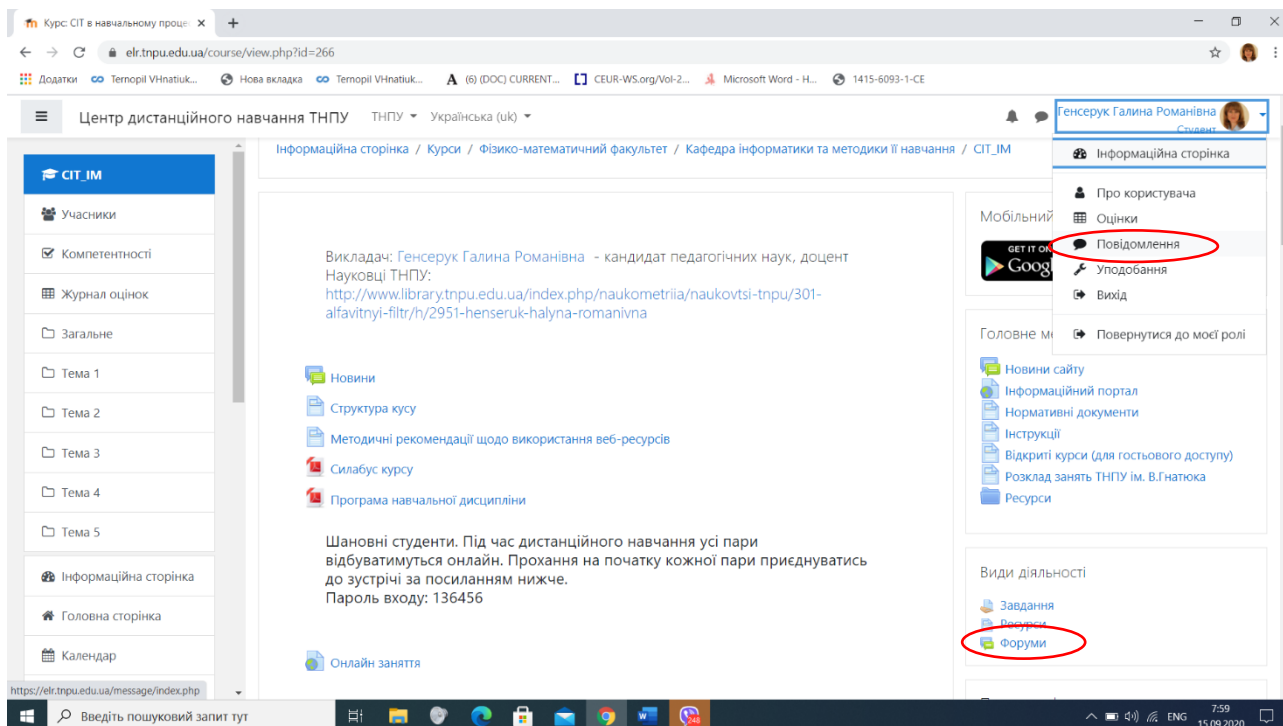 Курс: СІТ в навчальному проце
elr.tnpu.edu.ua/course/view.php?id=266
Додатки
Ternopil VHnatiuk...
Нова вкладка
Ternopil VHnatiuk...
(6) (DOC) CURRENT...
CEUR-WS.org/Vol-2...
Microsoft Word - H...
1415-6093-1-CE
Центр дистанційного навчання ТНПУ
ТНПУ
Українська (uk)
Генсерук Галина Романівна
Студент
Інформаційна сторінка / Курси / Фізико-математичний факультет / Кафедра інформатики та методики її навчання / СІТ_ІМ
СІТ_ІМ
Учасники
Компетентності
Журнал оцінок
Загальне
Тема 1
Тема 2
Тема 3
Тема 4
Тема 5
Інформаційна сторінка
Головна сторінка
Календар
https://elr.tnpu.edu.ua/message/index.php
Викладач: Генсерук Галина Романівна - кандидат педагогічних наук, доцент
Науковці ТНПУ:
http://www.library.tnpu.edu.ua/index.php/naukometriia/naukovtsi-tnpu/301-
alfavitnyi-filtr/h/2951-henseruk-halyna-romanivna
Новини
Структура кусу
Методичні рекомендації щодо використання веб-ресурсів
Силабус курсу
Програма навчальної дисципліни
Шановні студенти. Під час дистанційного навчання усі пари
відбуватимуться онлайн. Прохання на початку кожної пари приєднуватись
до зустрічі за посиланням нижче.
Пароль входу: 136456
Онлайн заняття
Інформаційна сторінка
Про користувача
Оцінки
Повідомлення
Уподобання
Вихід
Повернутися до моєї ролі
Мобільний
GET IT ON
Goog
Головне ме
Новини сайту
Інформаційний портал
Нормативні документи
Інструкції
Відкриті курси (для гостьового доступу)
Розклад занять ТНПУ ім. В.Гнатюка
Ресурси
Види діяльності
Завдання
Ресурси
Форуми
Введіть пошуковий запит тут
248
ENG
7:59
15.09.2020